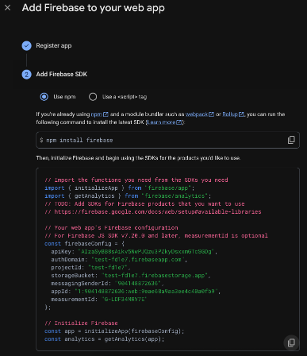 Add Firebase to your web app
Register app
2 Add Firebase SDK
Use npm Use a <script> tag
If you're already using npm and a module bundler such as webpack or Rollup, you can run the
following command to install the latest SDK (Learn more):
$ npm install firebase
Then, initialize Firebase and begin using the SDKs for the products you'd like to use.
// Import the functions you need from the SDKs you need
import { initializeApp } from "firebase/app";
import { getAnalytics } from "firebase/analytics";
// TODO: Add SDKs for Firebase products that you want to use
// https://firebase.google.com/docs/web/setup#available-libraries
// Your web app's Firebase configuration
// For Firebase JS SDK v7.20.0 and later, measurementId is optional
const firebaseConfig = {
apiKey:
authDomain: "test-fd1e7.firebaseapp.com",
projectId: "test-fd1e7",
storageBucket: "test-fd1e7.firebasestorage.app",
messagingSenderId:
appId:
measurementId:
};
// Initialize Firebase
const app = initializeApp(firebaseConfig);
const analytics = getAnalytics(app);